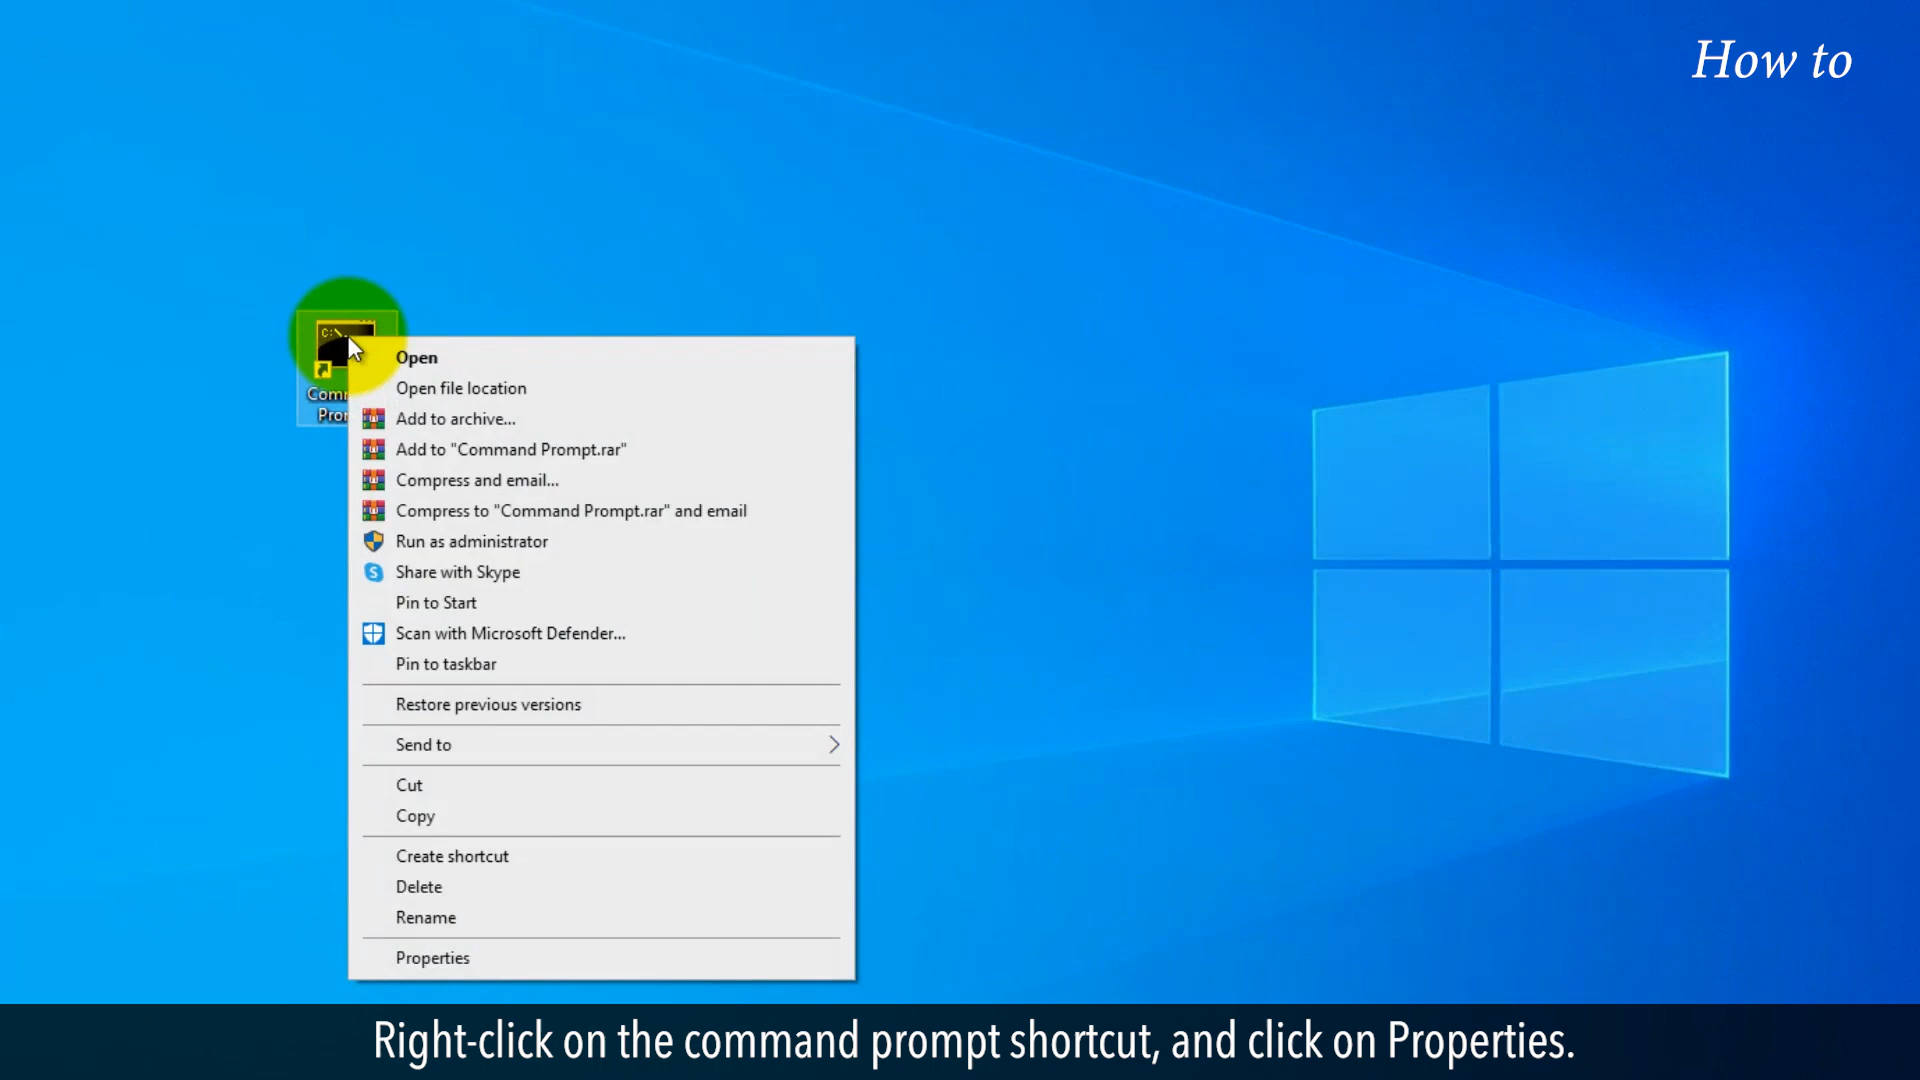 How to
C:\
Com
Pro
Open
Open file location
Add to archive...
Add to "Command Prompt.rar"
Compress and email...
Compress to "Command Prompt.rar" and email
Run as administrator
Share with Skype
Pin to Start
Scan with Microsoft Defender...
Pin to taskbar
Restore previous versions
Send to
Cut
Copy
Create shortcut
Delete
Rename
Properties
Right-click on the command prompt shortcut, and click on Properties.